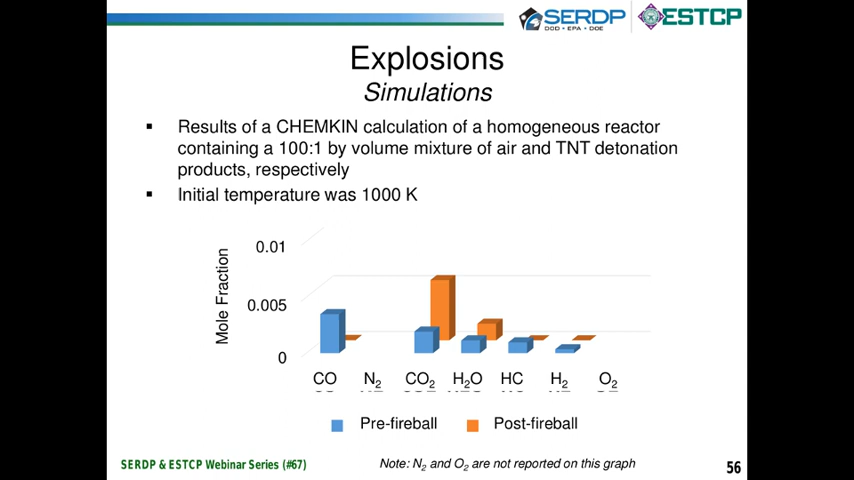 SERDP
DOD • EPA • DOE
ESTCP
Explosions
Simulations
Results of a CHEMKIN calculation of a homogeneous reactor
containing a 100:1 by volume mixture of air and TNT detonation
products, respectively
Initial temperature was 1000 K
Mole Fraction
0.01
0.005
0
CO N₂ CO₂ H₂O HC H₂ O₂
Pre-fireball Post-fireball
SERDP & ESTCP Webinar Series (#67)
Note: N₂ and O₂ are not reported on this graph
56